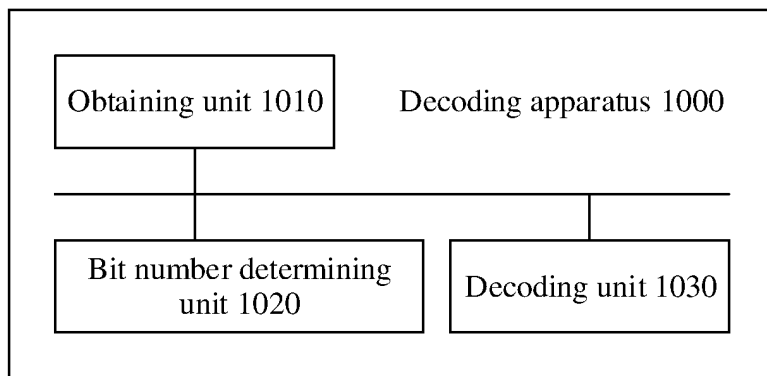 Obtaining unit 1010
Decoding apparatus 1000
Bit number determining
unit 1020
Decoding unit 1030